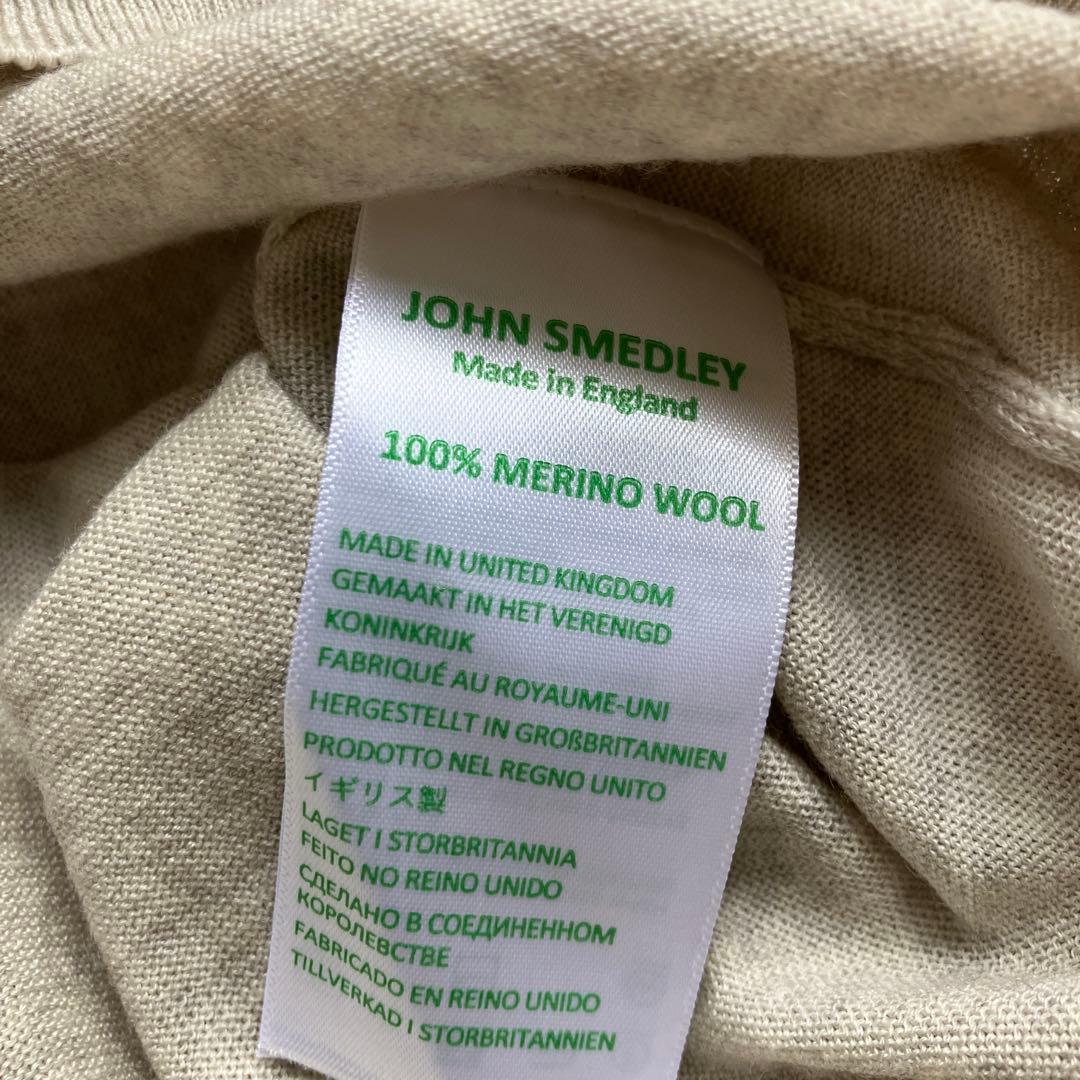 JOHN SMEDLEY
Made in England
100% MERINO WOOL
MADE IN UNITED KINGDOM
GEMAAKT IN HET VERENIGD
KONINKRIJK
FABRIQUÉ AU ROYAUME-UNI
HERGESTELLT IN GROßBRITANNIEN
PRODOTTO NEL REGNO UNITO
イギリス製
LAGET I STORBRITANNIA
FEITO NO REINO UNIDO
СДЕЛАНО В СОЕДИНЕННОМ
КОРОЛЕВСТВЕ
FABRICADO EN REINO UNIDO
TILLVERKAD I STORBRITANNIEN